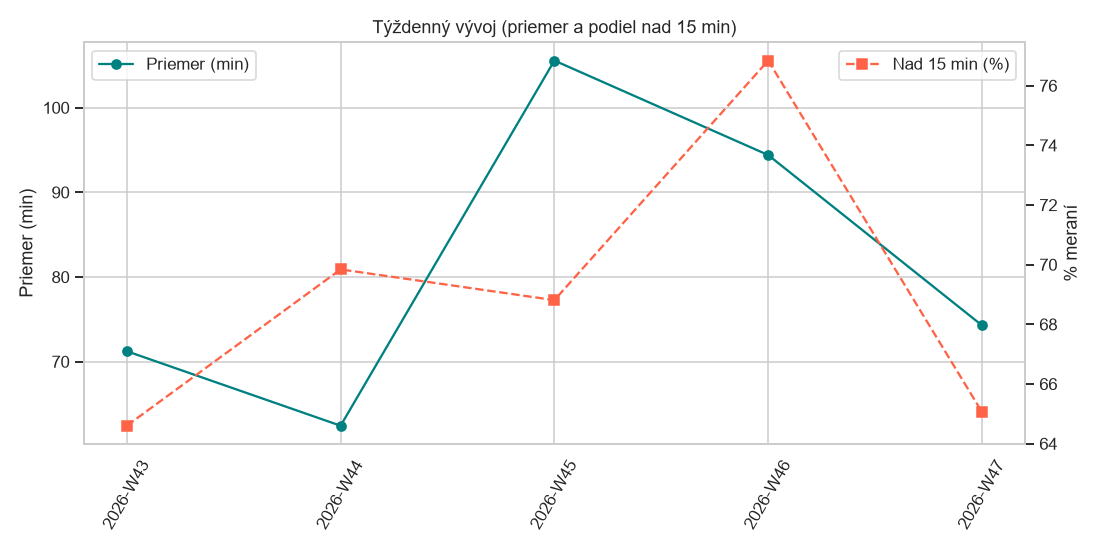 Týždenný vývoj (priemer a podiel nad 15 min)
Priemer (min)
Nad 15 min (%)
Priemer (min)
100
90
80
70
% meraní
76
74
72
70
68
66
64
2026-W43
2026-W44
2026-W45
2026-W46
2026-W47